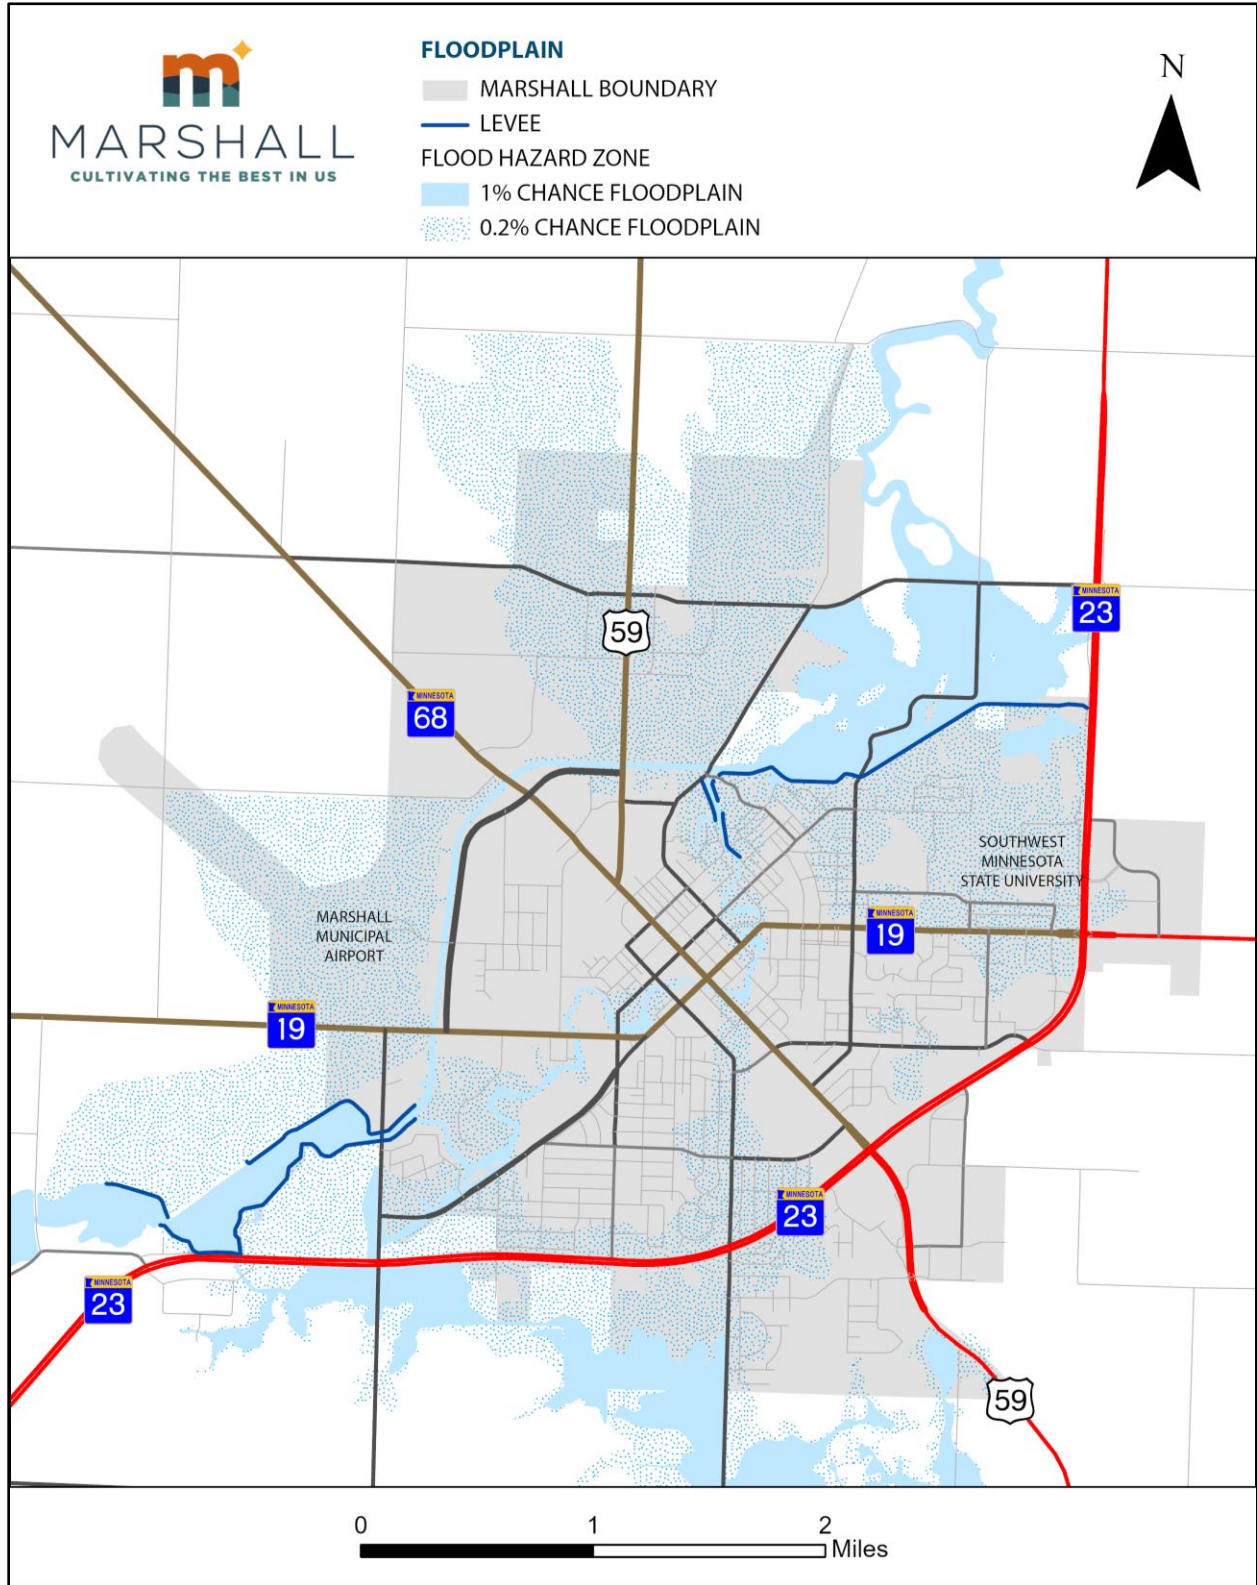 m
MARSHALL
CULTIVATING THE BEST IN US
FLOODPLAIN
MARSHALL BOUNDARY
LEVEE
FLOOD HAZARD ZONE
1% CHANCE FLOODPLAIN
0.2% CHANCE FLOODPLAIN
N
MINNESOTA
23
59
MINNESOTA
68
SOUTHWEST
MINNESOTA
STATE UNIVERSITY
MARSHALL
MUNICIPAL
AIRPORT
MINNESOTA
19
MINNESOTA
19
MINNESOTA
23
MINNESOTA
23
59
0 1 2
Miles